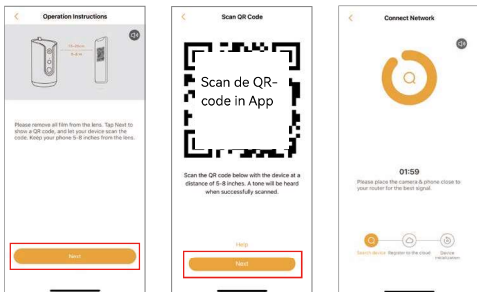 Operation Instructions
Please remove all film from the lens. Tap Next to
show a QR code, and let your device scan the
code. Keep your phone 5-8 inches from the lens.
Next
Scan QR Code
Scan de QR-
code in App
Scan the QR code below with the device at a
distance of 5-8 inches. A tone will be heard
when successfully scanned.
Help
Next
Connect Network
01:59
Please place the camera & phone close to
your router for the best signal.
Search device
Register to the cloud
Device
initialization